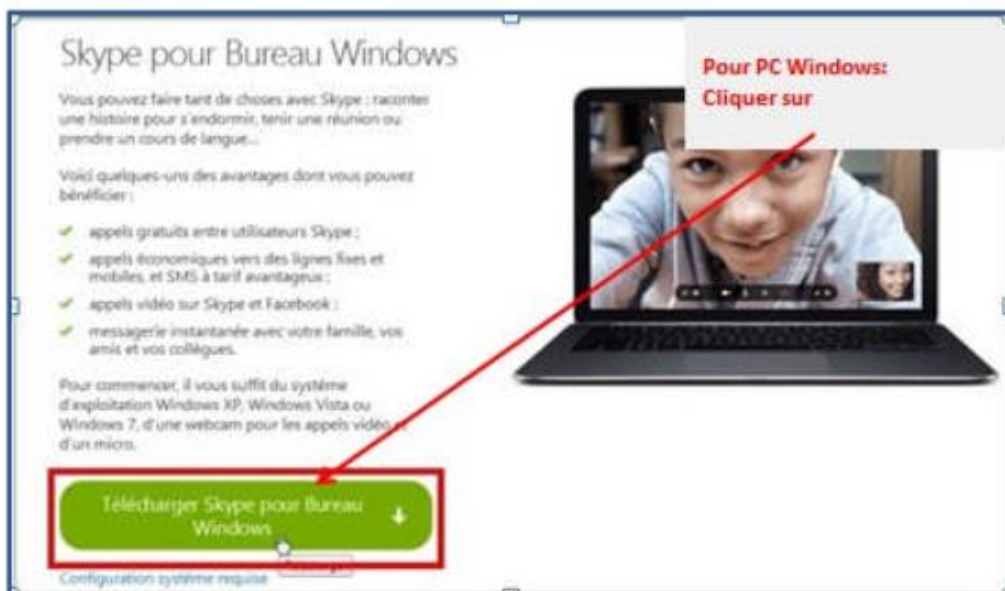 Skype pour Bureau Windows
Pour PC Windows:
Cliquer sur
Vous pouvez faire tant de choses avec Skype : raconter
une histoire pour s'endormir, tenir une réunion ou
prendre un cours de langue...
Voici quelques-uns des avantages dont vous pouvez
bénéficier :
appels gratuits entre utilisateurs Skype ;
appels économiques vers des lignes fixes et
mobiles, et SMS à tarif avantageux ;
appels vidéo sur Skype et Facebook ;
messagerie instantanée avec votre famille, vos
amis et vos collègues.
Pour commencer, il vous suffit du système
d'exploitation Windows XP, Windows Vista ou
Windows 7, d'une webcam pour les appels vidéo
d'un micro.
Télécharger Skype pour Bureau
Windows
Configuration système requise